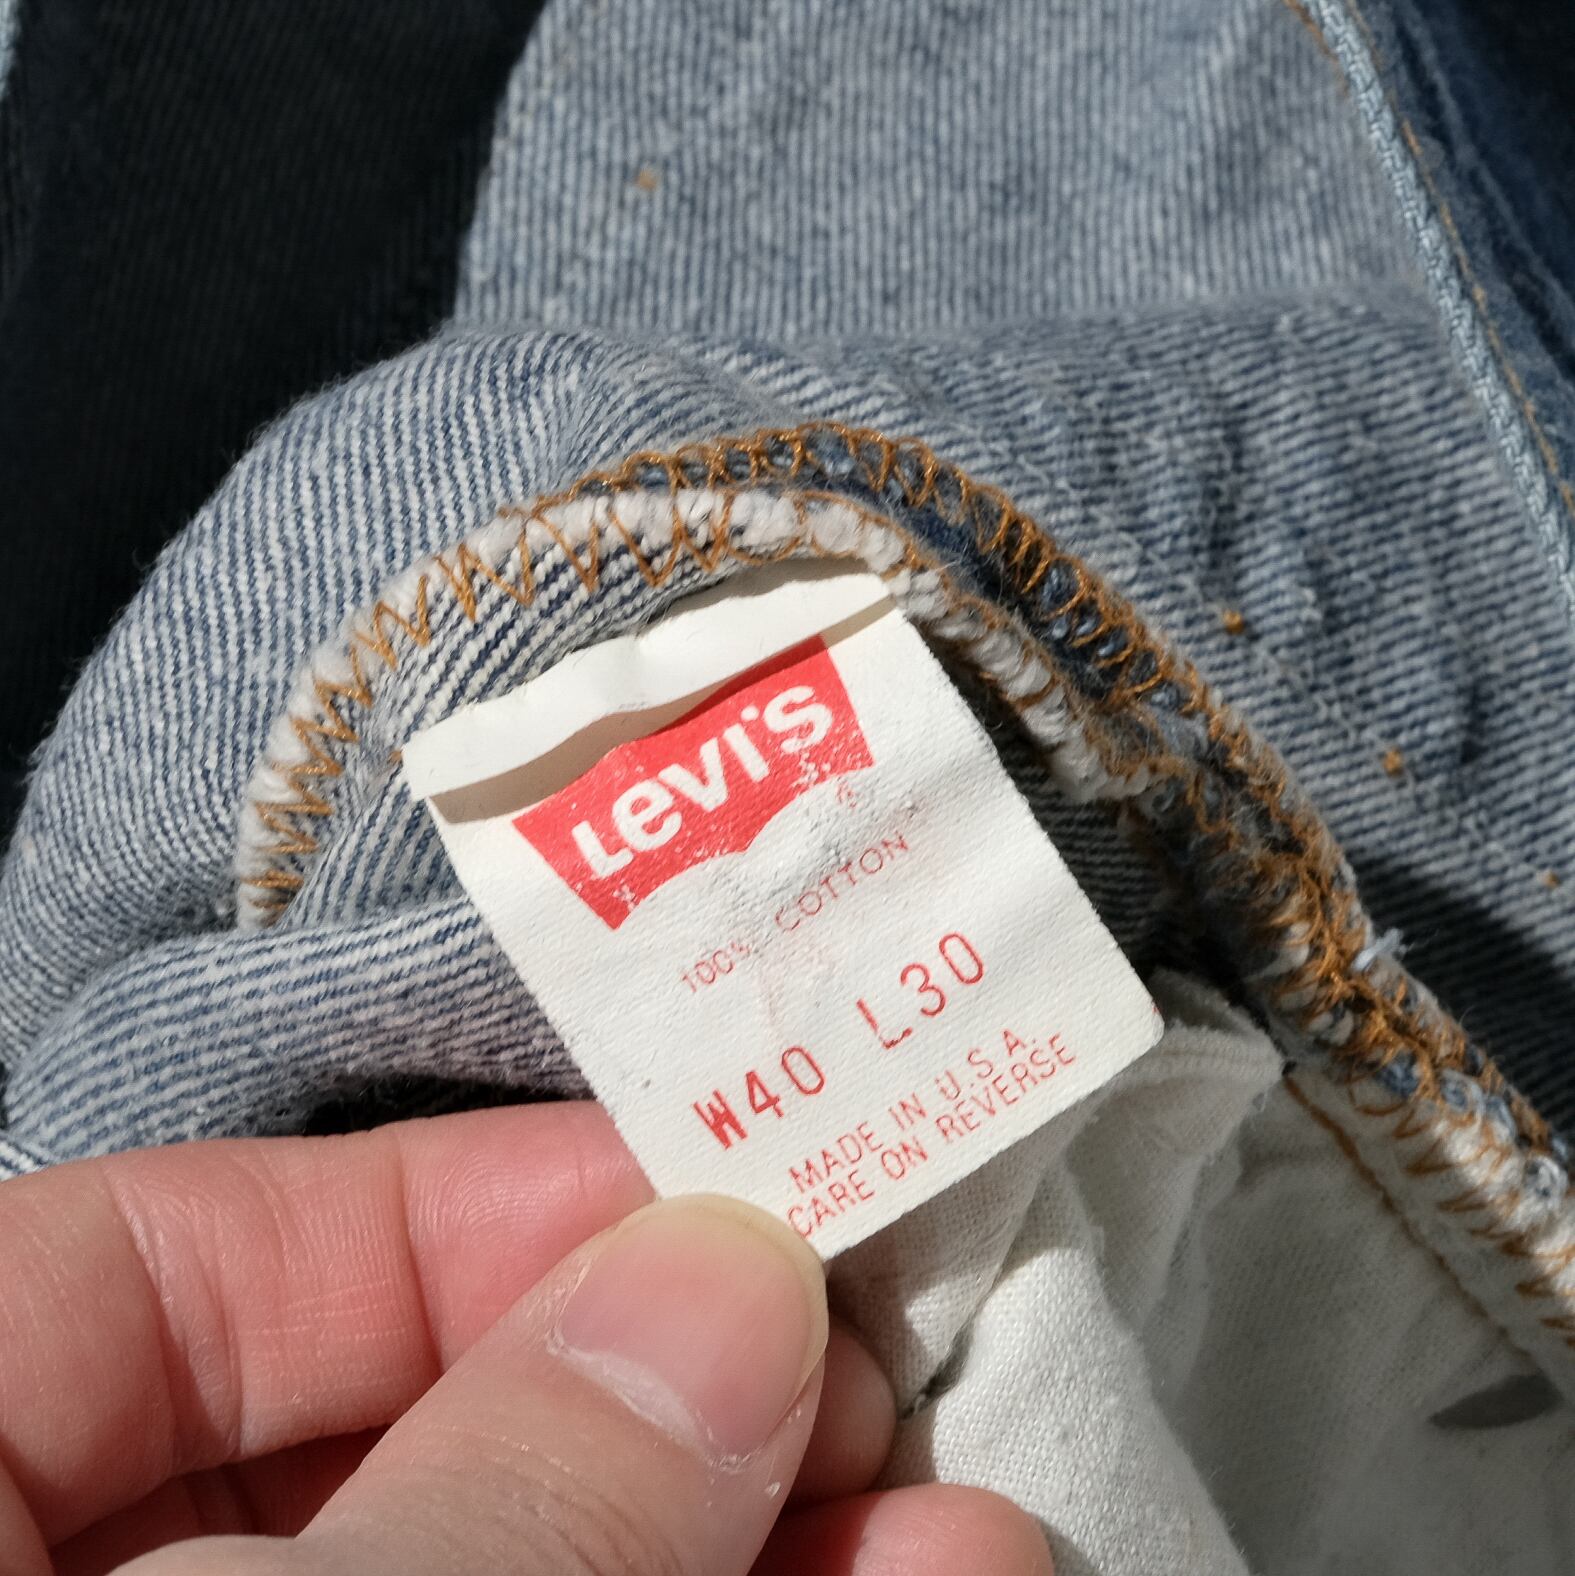 Levi's
®
100% COTTON
W40 L30
MADE IN U.S.A.
CARE ON REVERSE